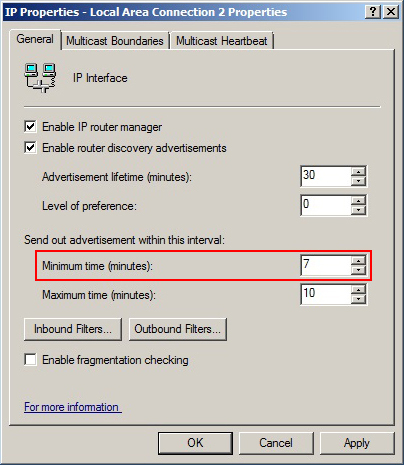 IP Properties - Local Area Connection 2 Properties
General
Multicast Boundaries
Multicast Heartbeat
IP Interface
Enable IP router manager
Enable router discovery advertisements
Advertisement lifetime (minutes): 30
Level of preference: 0
Send out advertisement within this interval:
Minimum time (minutes): 7
Maximum time (minutes): 10
Inbound Filters... Outbound Filters...
Enable fragmentation checking
For more information
OK Cancel Apply